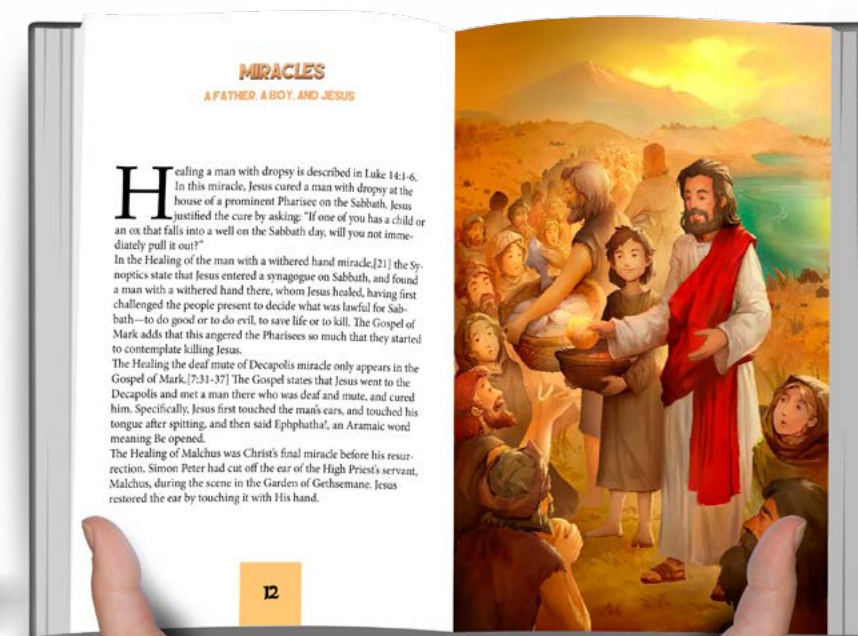 MIRACLES
A FATHER, A BOY, AND JESUS
Healing a man with dropsy is described in Luke 14:1-6.
In this miracle, Jesus cured a man with dropsy at the
house of a prominent Pharisee on the Sabbath. Jesus
justified the cure by asking: "If one of you has a child or
an ox that falls into a well on the Sabbath day, will you not imme-
diately pull it out?"
In the Healing of the man with a withered hand miracle,[21] the Sy-
noptics state that Jesus entered a synagogue on Sabbath, and found
a man with a withered hand there, whom Jesus healed, having first
challenged the people present to decide what was lawful for Sab-
bath—to do good or to do evil, to save life or to kill. The Gospel of
Mark adds that this angered the Pharisees so much that they started
to contemplate killing Jesus.
The Healing the deaf mute of Decapolis miracle only appears in the
Gospel of Mark.[7:31-37] The Gospel states that Jesus went to the
Decapolis and met a man there who was deaf and mute, and cured
him. Specifically, Jesus first touched the man's ears, and touched his
tongue after spitting, and then said Ephphatha!, an Aramaic word
meaning Be opened.
The Healing of Malchus was Christ's final miracle before his resur-
rection. Simon Peter had cut off the ear of the High Priest's servant,
Malchus, during the scene in the Garden of Gethsemane. Jesus
restored the ear by touching it with His hand.
12